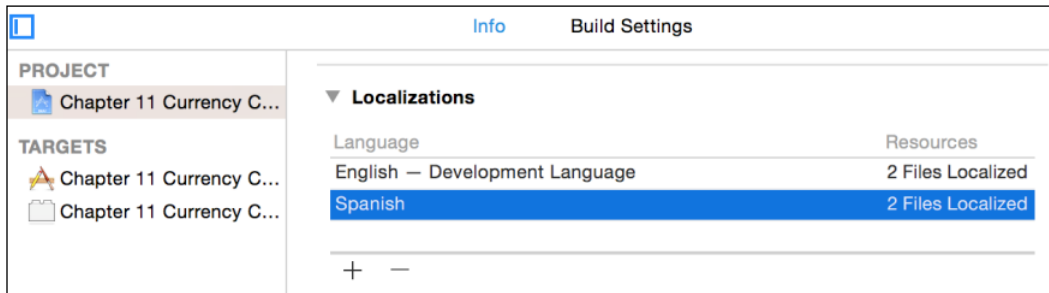 Info Build Settings
PROJECT
Chapter 11 Currency C...
TARGETS
Chapter 11 Currency C...
Chapter 11 Currency C...
Localizations
Language Resources
English — Development Language 2 Files Localized
Spanish 2 Files Localized